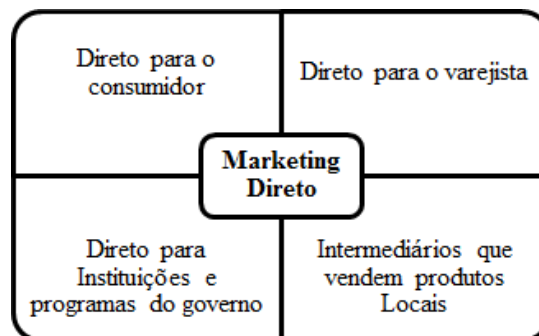 Direto para o
consumidor
Direto para o varejista
Marketing
Direto
Direto para
Instituições e
programas do governo
Intermediários que
vendem produtos
Locais